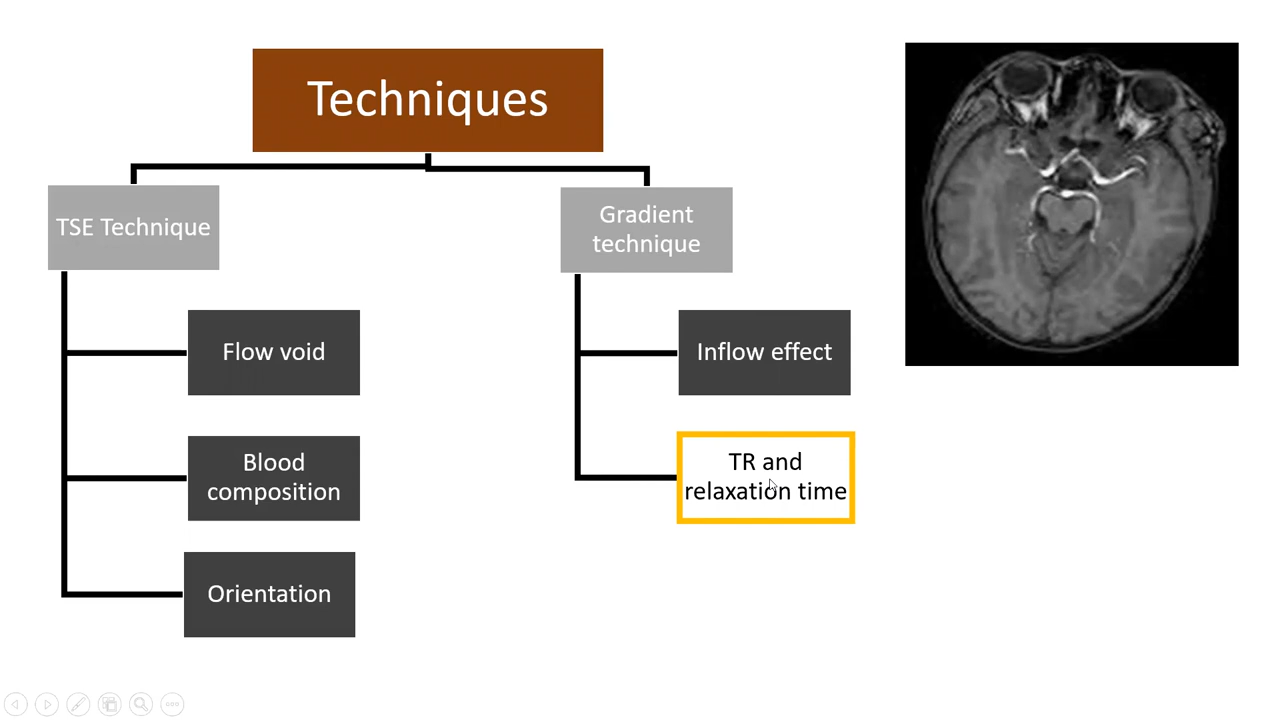 Techniques
TSE Technique
Flow void
Blood
composition
Orientation
Gradient
technique
Inflow effect
TR and
relaxation time